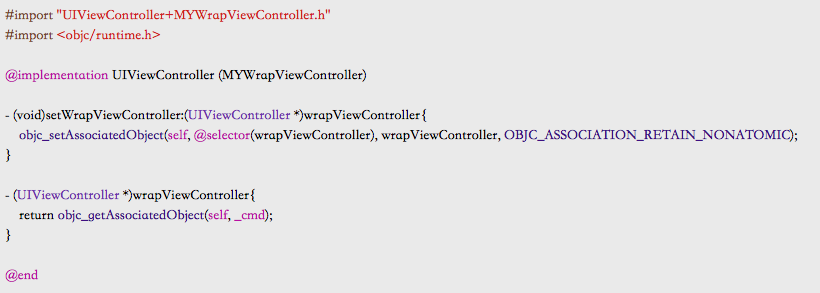 #import "UIViewController+MYWrapViewController.h"
#import <objc/runtime.h>
@implementation UIViewController (MYWrapViewController)
- (void)setWrapViewController:(UIViewController *)wrapViewController{
objc_setAssociatedObject(self, @selector(wrapViewController), wrapViewController, OBJC_ASSOCIATION_RETAIN_NONATOMIC);
}
- (UIViewController *)wrapViewController{
return objc_getAssociatedObject(self, _cmd);
}
@end